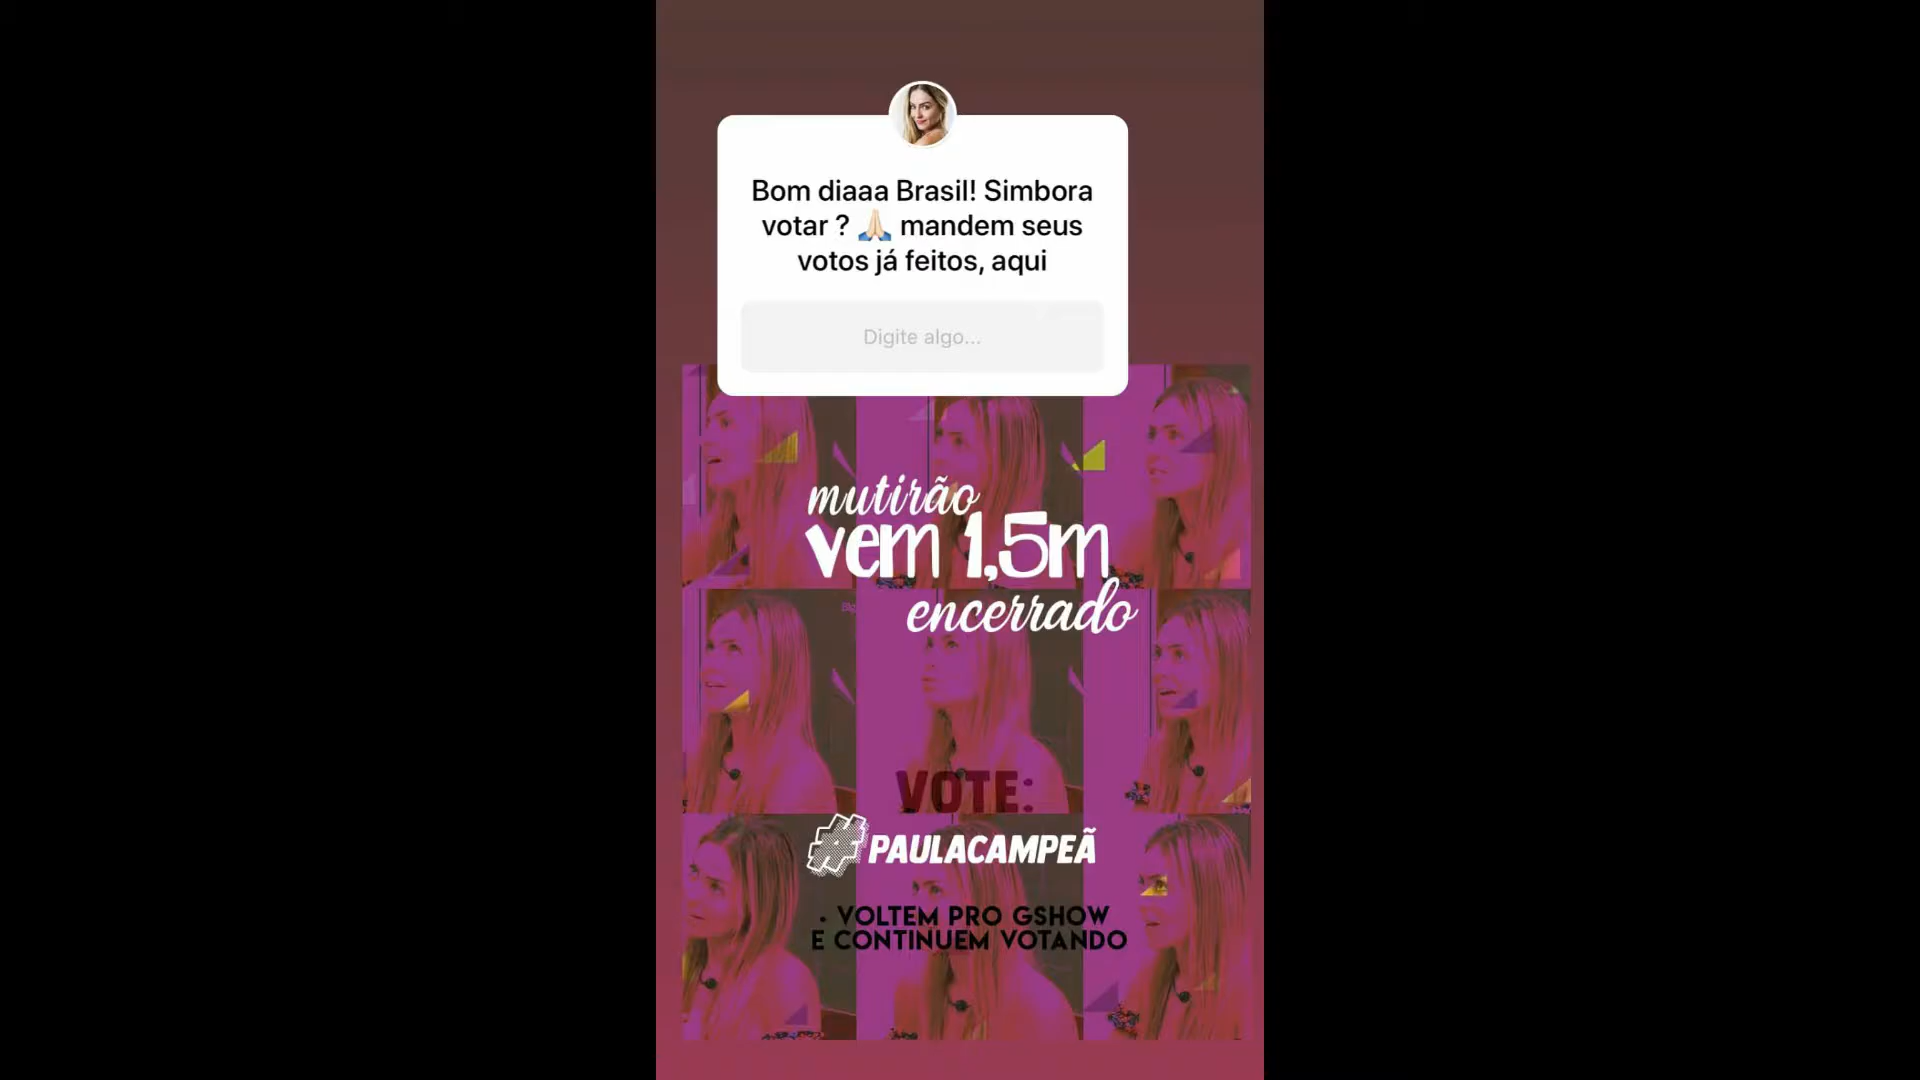 Bom diaaa Brasil! Simbora
votar ? 🙏🏻 mandem seus
votos já feitos, aqui
Digite algo...
mutirão
vem 1,5m
encerrado
VOTE:
#PAULACAMPEÃ
• VOLTEM PRO GSHOW
E CONTINUEM VOTANDO